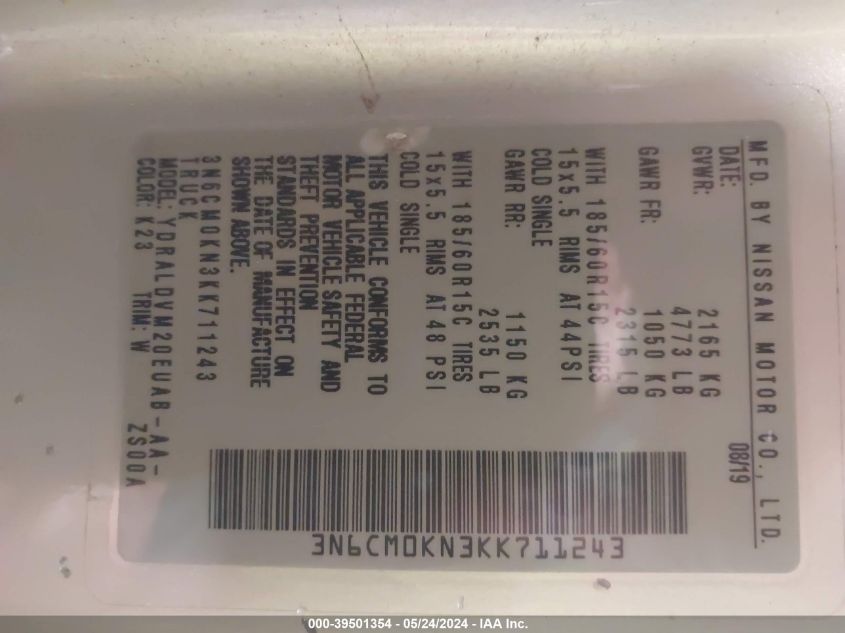 MFD. BY NISSAN MOTOR CO., LTD.
DATE: 08/19
GVWR: 2165 KG
4773 LB
GAWR FR: 1050 KG
2315 LB
WITH 185/60R15C TIRES
15x5.5 RIMS AT 44PSI
COLD SINGLE
GAWR RR: 1150 KG
2535 LB
WITH 185/60R15C TIRES
15x5.5 RIMS AT 48 PSI
COLD SINGLE
THIS VEHICLE CONFORMS TO
ALL APPLICABLE FEDERAL
MOTOR VEHICLE SAFETY AND
THEFT PREVENTION
STANDARDS IN EFFECT ON
THE DATE OF MANUFACTURE
SHOWN ABOVE.
3N6CM0KN3KK711243
TRUCK
MODEL: YDRALDVM20EUAB-AA-
ZS00A
COLOR: K23 TRIM: W
3N6CM0KN3KK711243
000-39501354 - 05/24/2024 - IAA Inc.